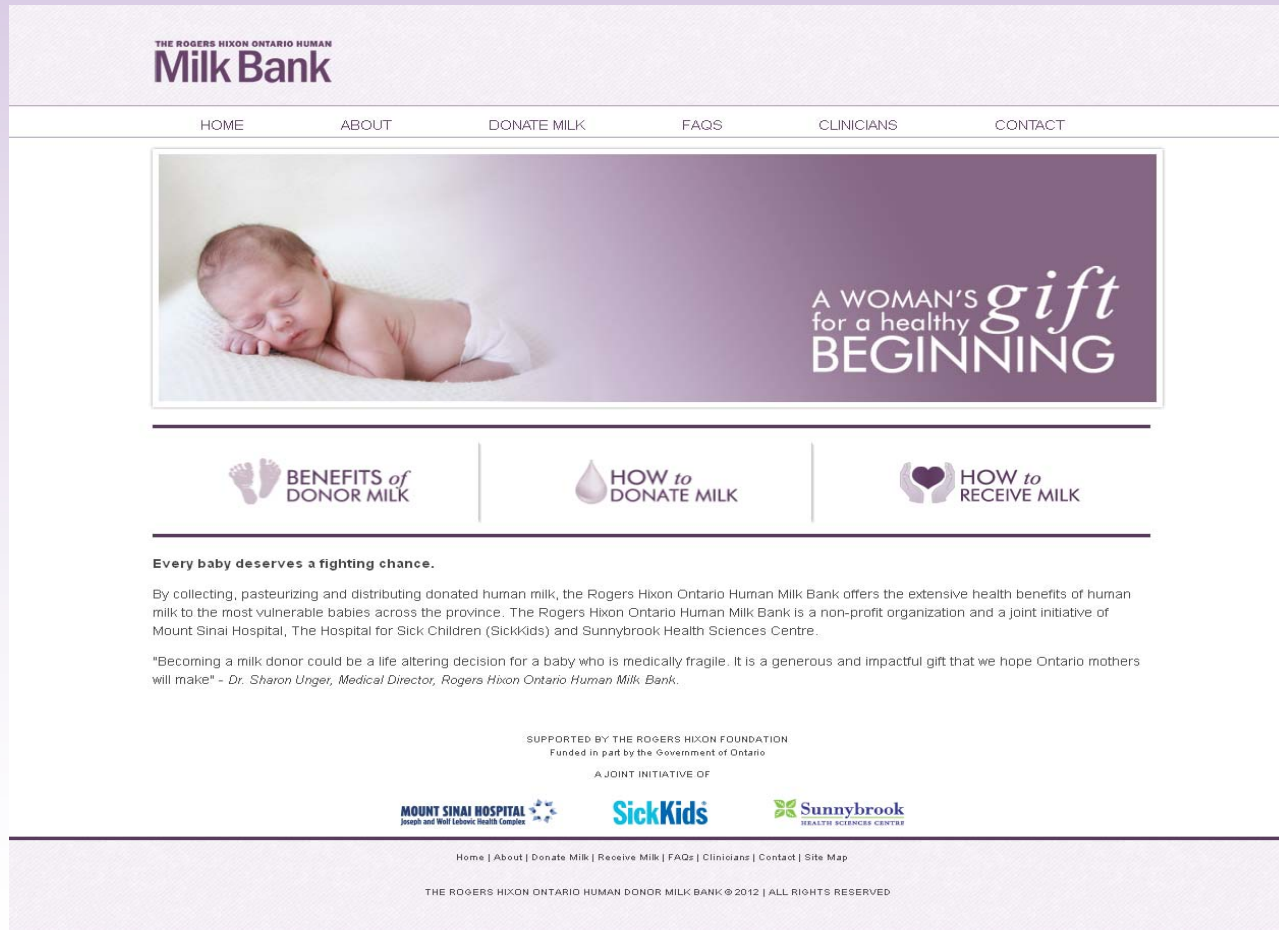 THE ROGERS HIXON ONTARIO HUMAN
Milk Bank
HOME ABOUT DONATE MILK FAQS CLINICIANS CONTACT
A WOMAN'S gift
for a healthy
BEGINNING
BENEFITS of
DONOR MILK
HOW to
DONATE MILK
HOW to
RECEIVE MILK
Every baby deserves a fighting chance.
By collecting, pasteurizing and distributing donated human milk, the Rogers Hixon Ontario Human Milk Bank offers the extensive health benefits of human
milk to the most vulnerable babies across the province. The Rogers Hixon Ontario Human Milk Bank is a non-profit organization and a joint initiative of
Mount Sinai Hospital, The Hospital for Sick Children (SickKids) and Sunnybrook Health Sciences Centre.
"Becoming a milk donor could be a life altering decision for a baby who is medically fragile. It is a generous and impactful gift that we hope Ontario mothers
will make" - Dr. Sharon Unger, Medical Director, Rogers Hixon Ontario Human Milk Bank.
SUPPORTED BY THE ROGERS HIXON FOUNDATION
Funded in part by the Government of Ontario
A JOINT INITIATIVE OF
MOUNT SINAI HOSPITAL
Joseph and Wolf Lebovic Health Complex
SickKids
Sunnybrook
HEALTH SCIENCES CENTRE
Home | About | Donate Milk | Receive Milk | FAQs | Clinicians | Contact | Site Map
THE ROGERS HIXON ONTARIO HUMAN DONOR MILK BANK © 2012 | ALL RIGHTS RESERVED